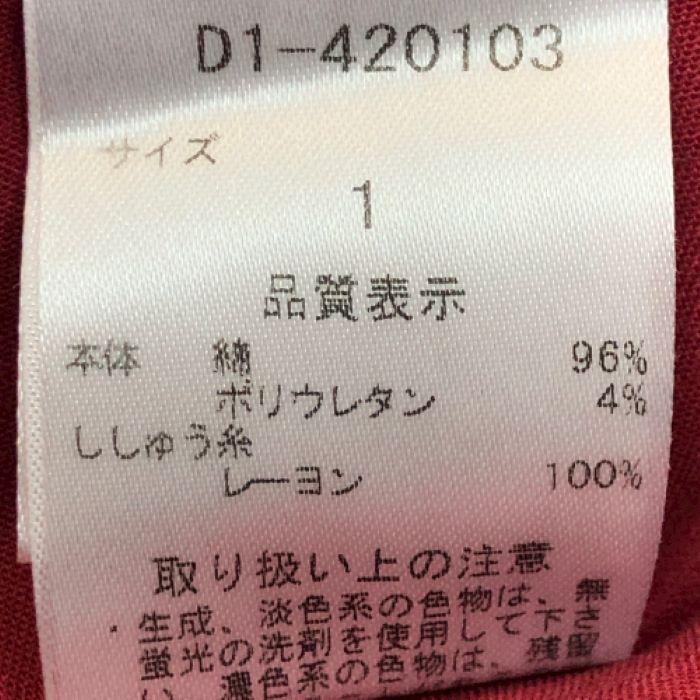 D1-420103
サイズ
1
品質表示
本体 綿 96%
ポリウレタン 4%
ししゅう糸
レーヨン 100%
取り扱い上の注意
・生成、淡色系の色物は、無
蛍光の洗剤を使用して下さ
い。濃色系の色物は、残留